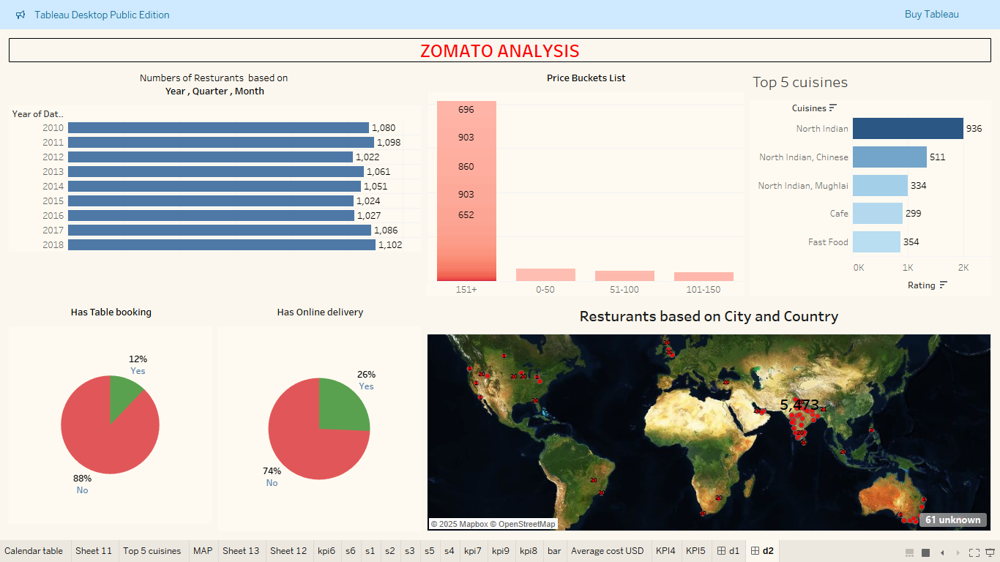 Tableau Desktop Public Edition
Buy Tableau
ZOMATO ANALYSIS
Numbers of Resturants based on
Year , Quarter , Month
Year of Dat..
2010 1,080
2011 1,098
2012 1,022
2013 1,061
2014 1,051
2015 1,024
2016 1,027
2017 1,086
2018 1,102
Price Buckets List
696
903
860
903
652
151+ 0-50 51-100 101-150
Top 5 cuisines
Cuisines
North Indian 936
North Indian, Chinese 511
North Indian, Mughlai 334
Cafe 299
Fast Food 354
0K 1K 2K
Rating
Has Table booking
12%
Yes
88%
No
Has Online delivery
26%
Yes
74%
No
Resturants based on City and Country
5,473
© 2025 Mapbox © OpenStreetMap
61 unknown
Calendar table Sheet 11 Top 5 cuisines MAP Sheet 13 Sheet 12 kpi6 s6 s1 s2 s3 s5 s4 kpi7 kpi9 kpi8 bar Average cost USD KPI4 KPI5 d1 d2